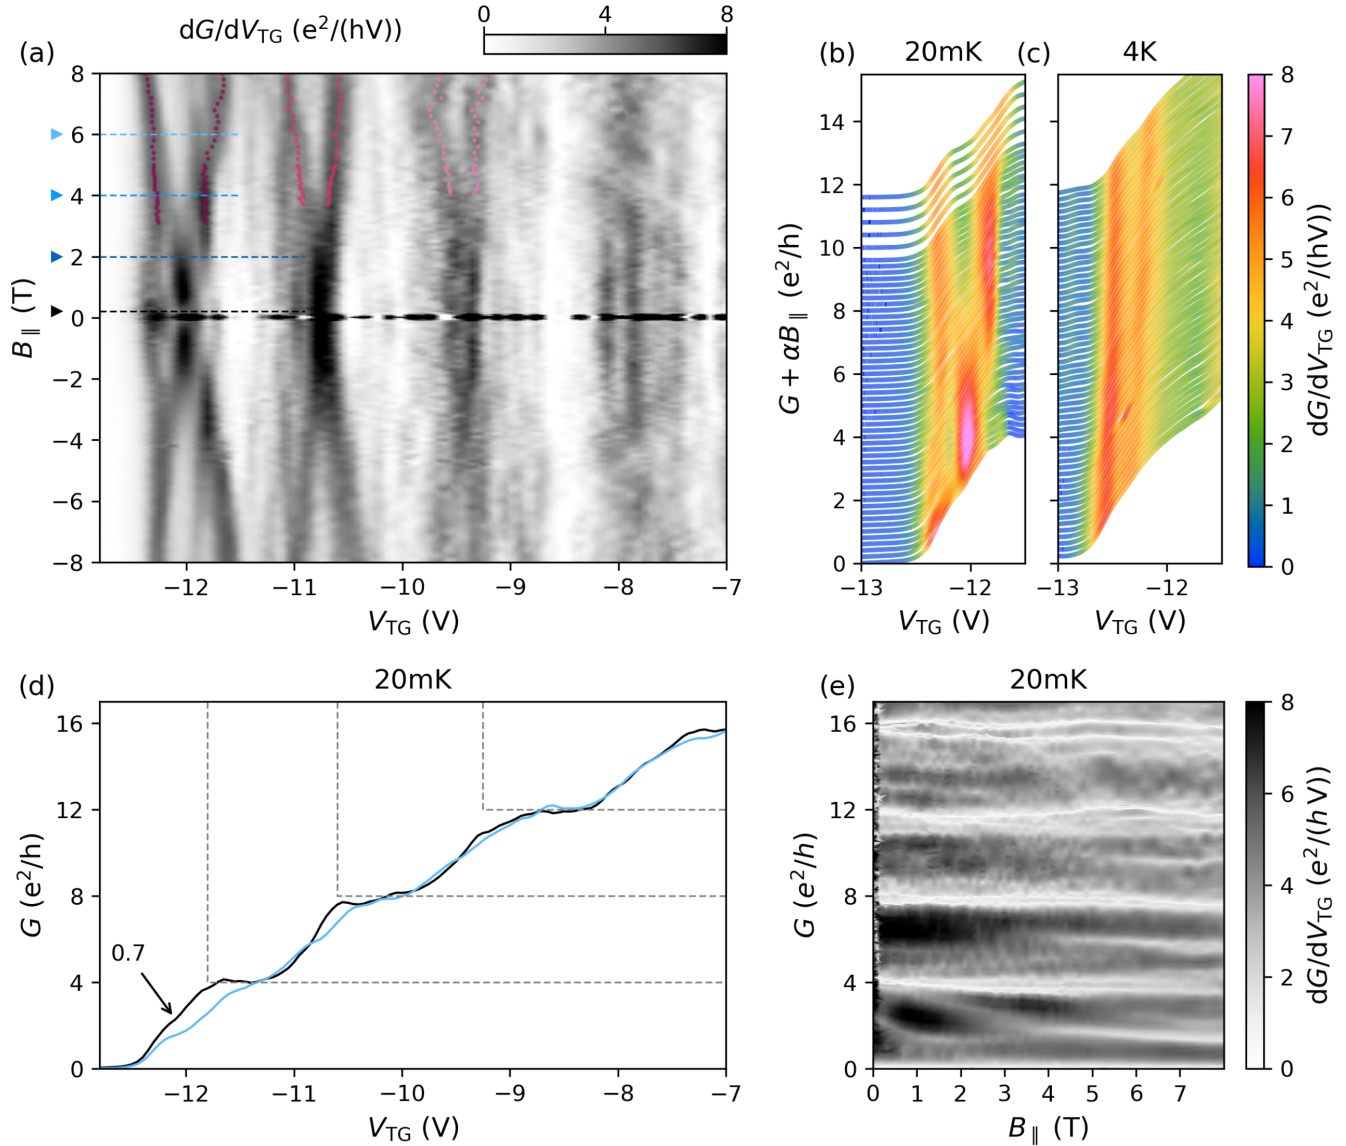 dG/dV_TG (e²/(hV))
0 4 8
(a)
8
6
4
2
0
−2
−4
−6
−8
B∥ (T)
−12 −11 −10 −9 −8 −7
V_TG (V)
(b) 20mK
14
12
10
8
6
4
2
0
G + αB∥ (e²/h)
−13 −12
V_TG (V)
(c) 4K
−13 −12
V_TG (V)
8
7
6
5
4
3
2
1
0
dG/dV_TG (e²/(hV))
(d) 20mK
16
12
8
4
0
G (e²/h)
0.7
−12 −11 −10 −9 −8 −7
V_TG (V)
(e) 20mK
16
12
8
4
0
G (e²/h)
0 1 2 3 4 5 6 7
B∥ (T)
8
6
4
2
0
dG/dV_TG (e²/(h V))